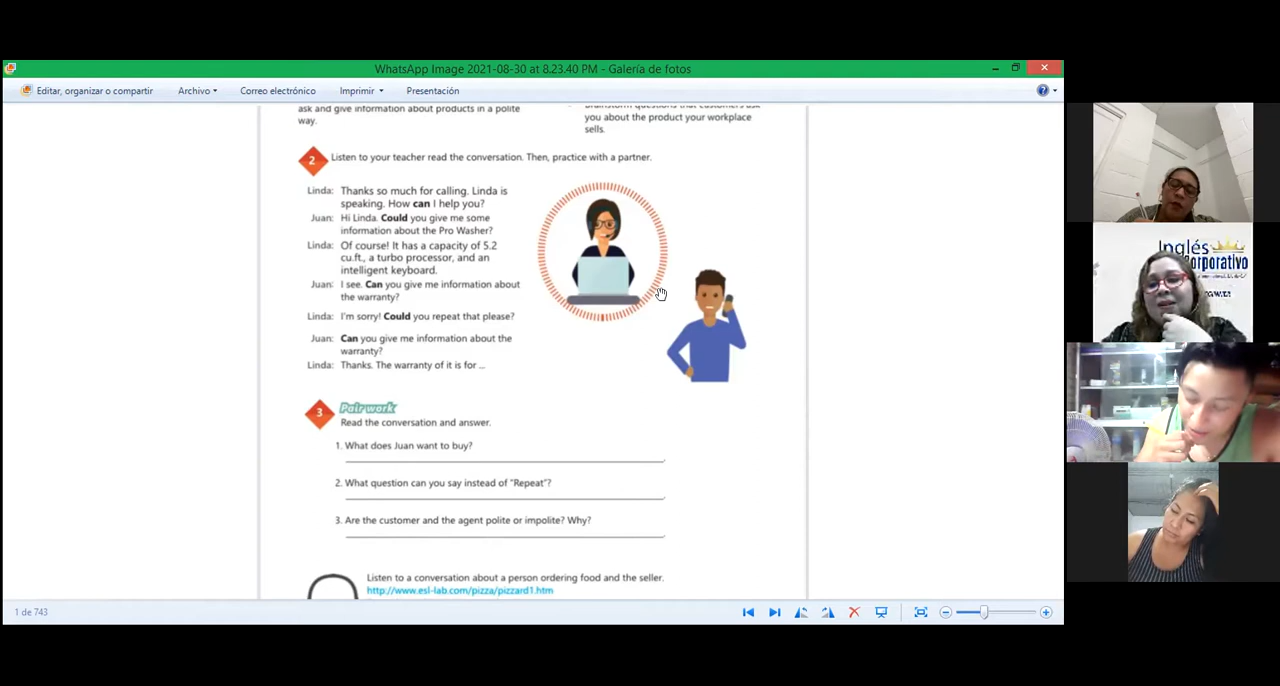 WhatsApp Image 2021-08-30 at 8.23.40 PM - Galería de fotos
Editar, organizar o compartir Archivo Correo electrónico Imprimir Presentación
ask and give information about products in a polite
way.
brainstorm questions that customers ask
you about the product your workplace
sells.
2 Listen to your teacher read the conversation. Then, practice with a partner.
Linda: Thanks so much for calling. Linda is
speaking. How can I help you?
Juan: Hi Linda. Could you give me some
information about the Pro Washer?
Linda: Of course! It has a capacity of 5.2
cu.ft., a turbo processor, and an
intelligent keyboard.
Juan: I see. Can you give me information about
the warranty?
Linda: I'm sorry! Could you repeat that please?
Juan: Can you give me information about the
warranty?
Linda: Thanks. The warranty of it is for ...
3 Pair work
Read the conversation and answer.
1. What does Juan want to buy?
2. What question can you say instead of "Repeat"?
3. Are the customer and the agent polite or impolite? Why?
Listen to a conversation about a person ordering food and the seller.
http://www.esl-lab.com/pizza/pizzard1.htm
1 de 743
Inglés
orporativo